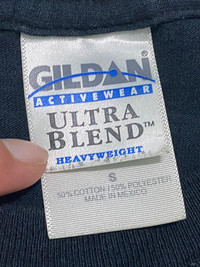 GILDAN
ACTIVEWEAR
ULTRA
BLEND™
HEAVYWEIGHT
S
50% COTTON / 50% POLYESTER
MADE IN MEXICO